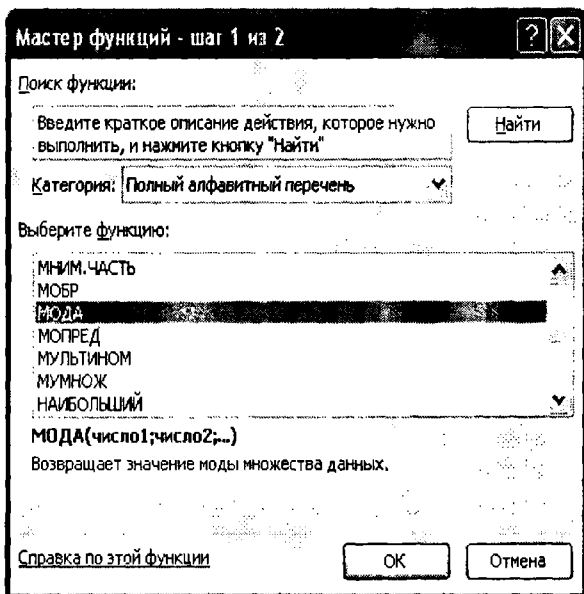 Мастер функций - шаг 1 из 2
Поиск функции:
Введите краткое описание действия, которое нужно
выполнить, и нажмите кнопку "Найти"
Найти
Категория: Полный алфавитный перечень
Выберите функцию:
МНИМ.ЧАСТЬ
МОБР
МОДА
МОПРЕД
МУЛЬТИНОМ
МУМНОЖ
НАИБОЛЬШИЙ
МОДА(число1;число2;...)
Возвращает значение моды множества данных.
Справка по этой функции
ОК
Отмена